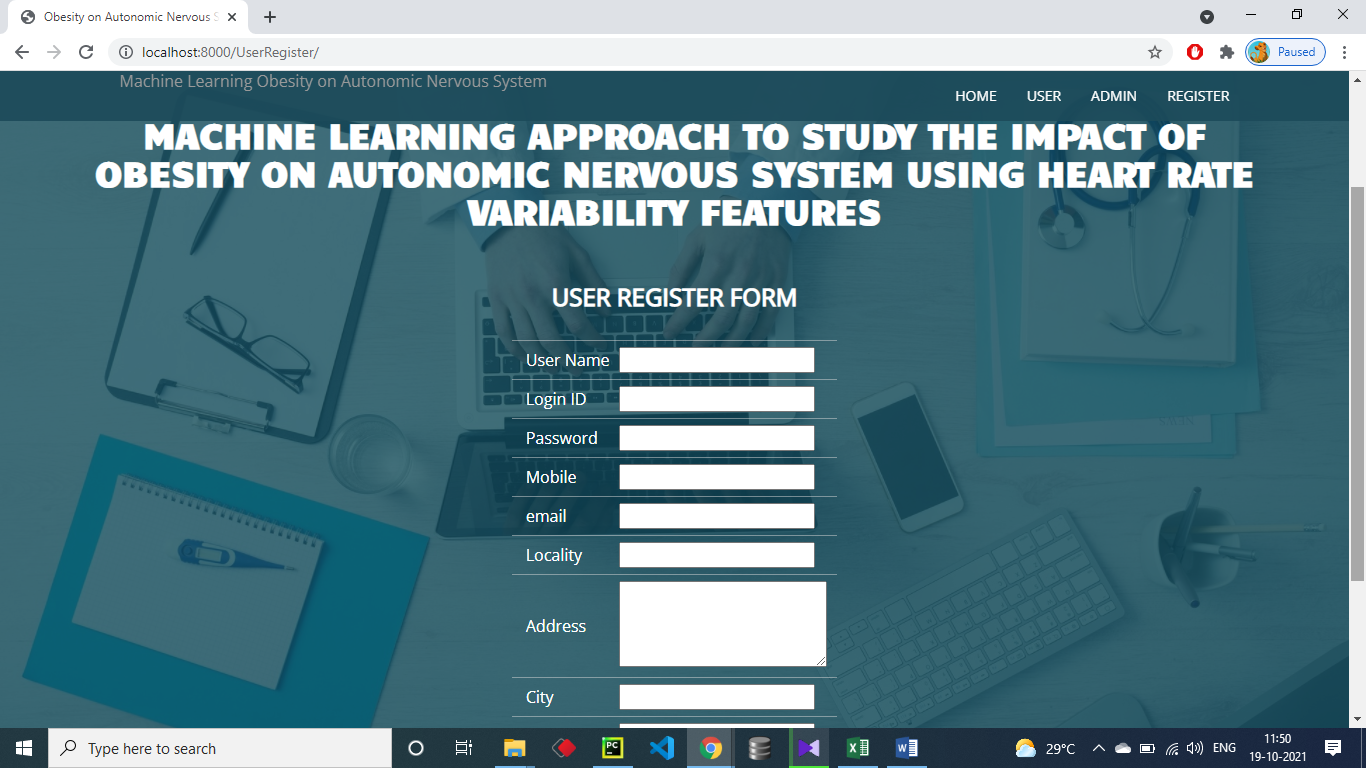 Obesity on Autonomic Nervous S
localhost:8000/UserRegister/
Paused
Machine Learning Obesity on Autonomic Nervous System
HOME
USER
ADMIN
REGISTER
MACHINE LEARNING APPROACH TO STUDY THE IMPACT OF
OBESITY ON AUTONOMIC NERVOUS SYSTEM USING HEART RATE
VARIABILITY FEATURES
USER REGISTER FORM
User Name
Login ID
Password
Mobile
email
Locality
Address
City
Type here to search
PC
29°C
ENG
11:50
19-10-2021